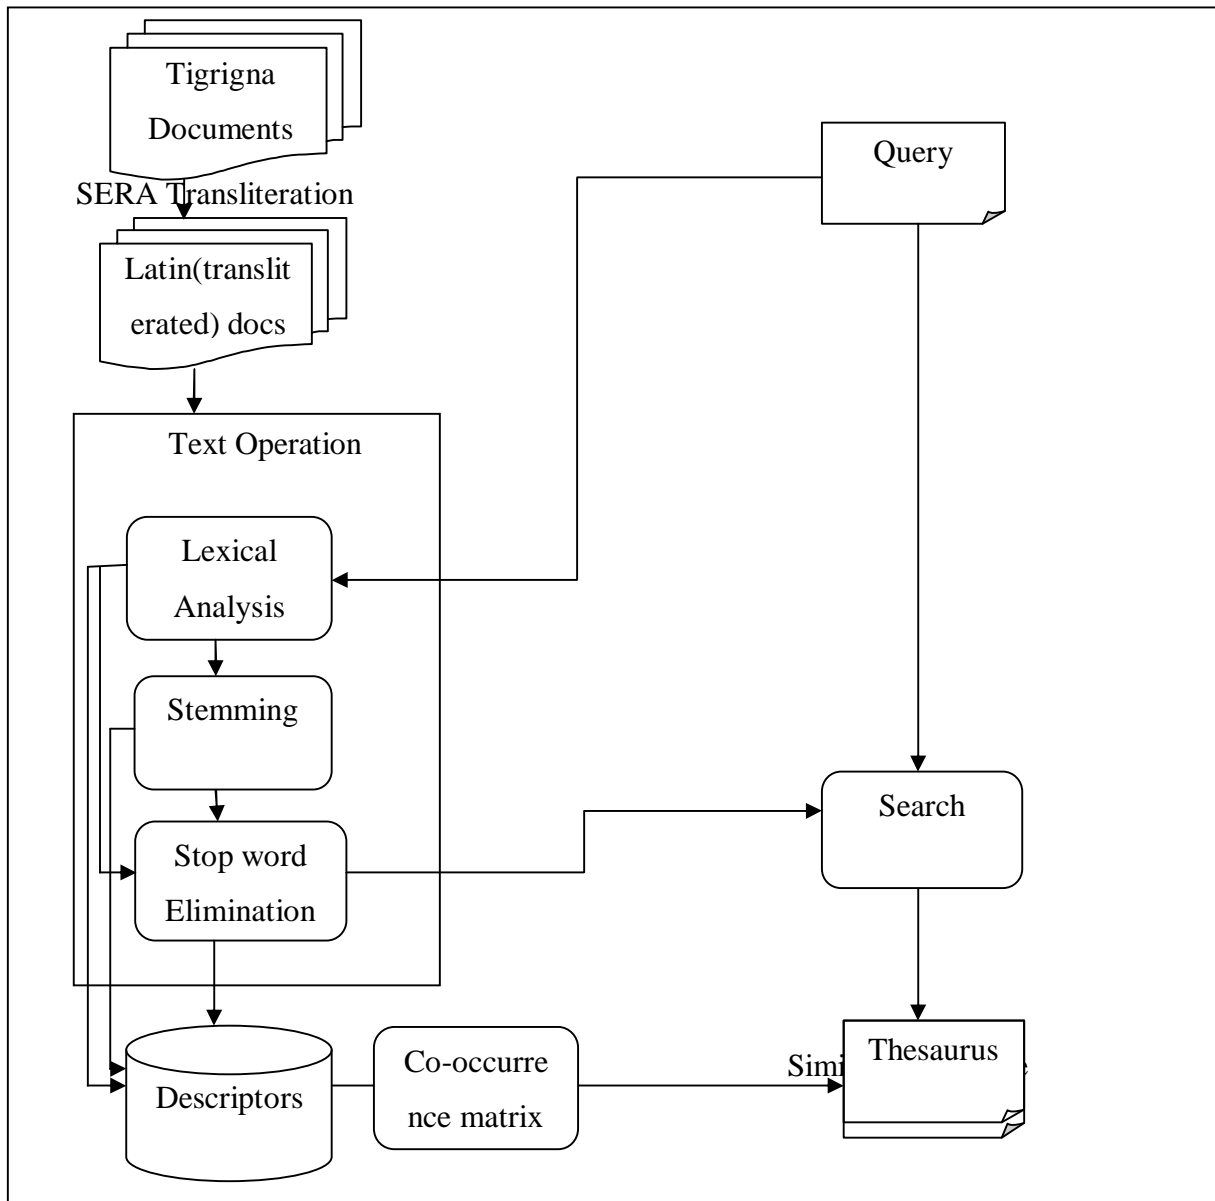 Tigrigna
Documents
Query
SERA Transliteration
Latin(translit
erated) docs
Text Operation
Lexical
Analysis
Stemming
Search
Stop word
Elimination
Co-occurre
nce matrix
Thesaurus
Descriptors